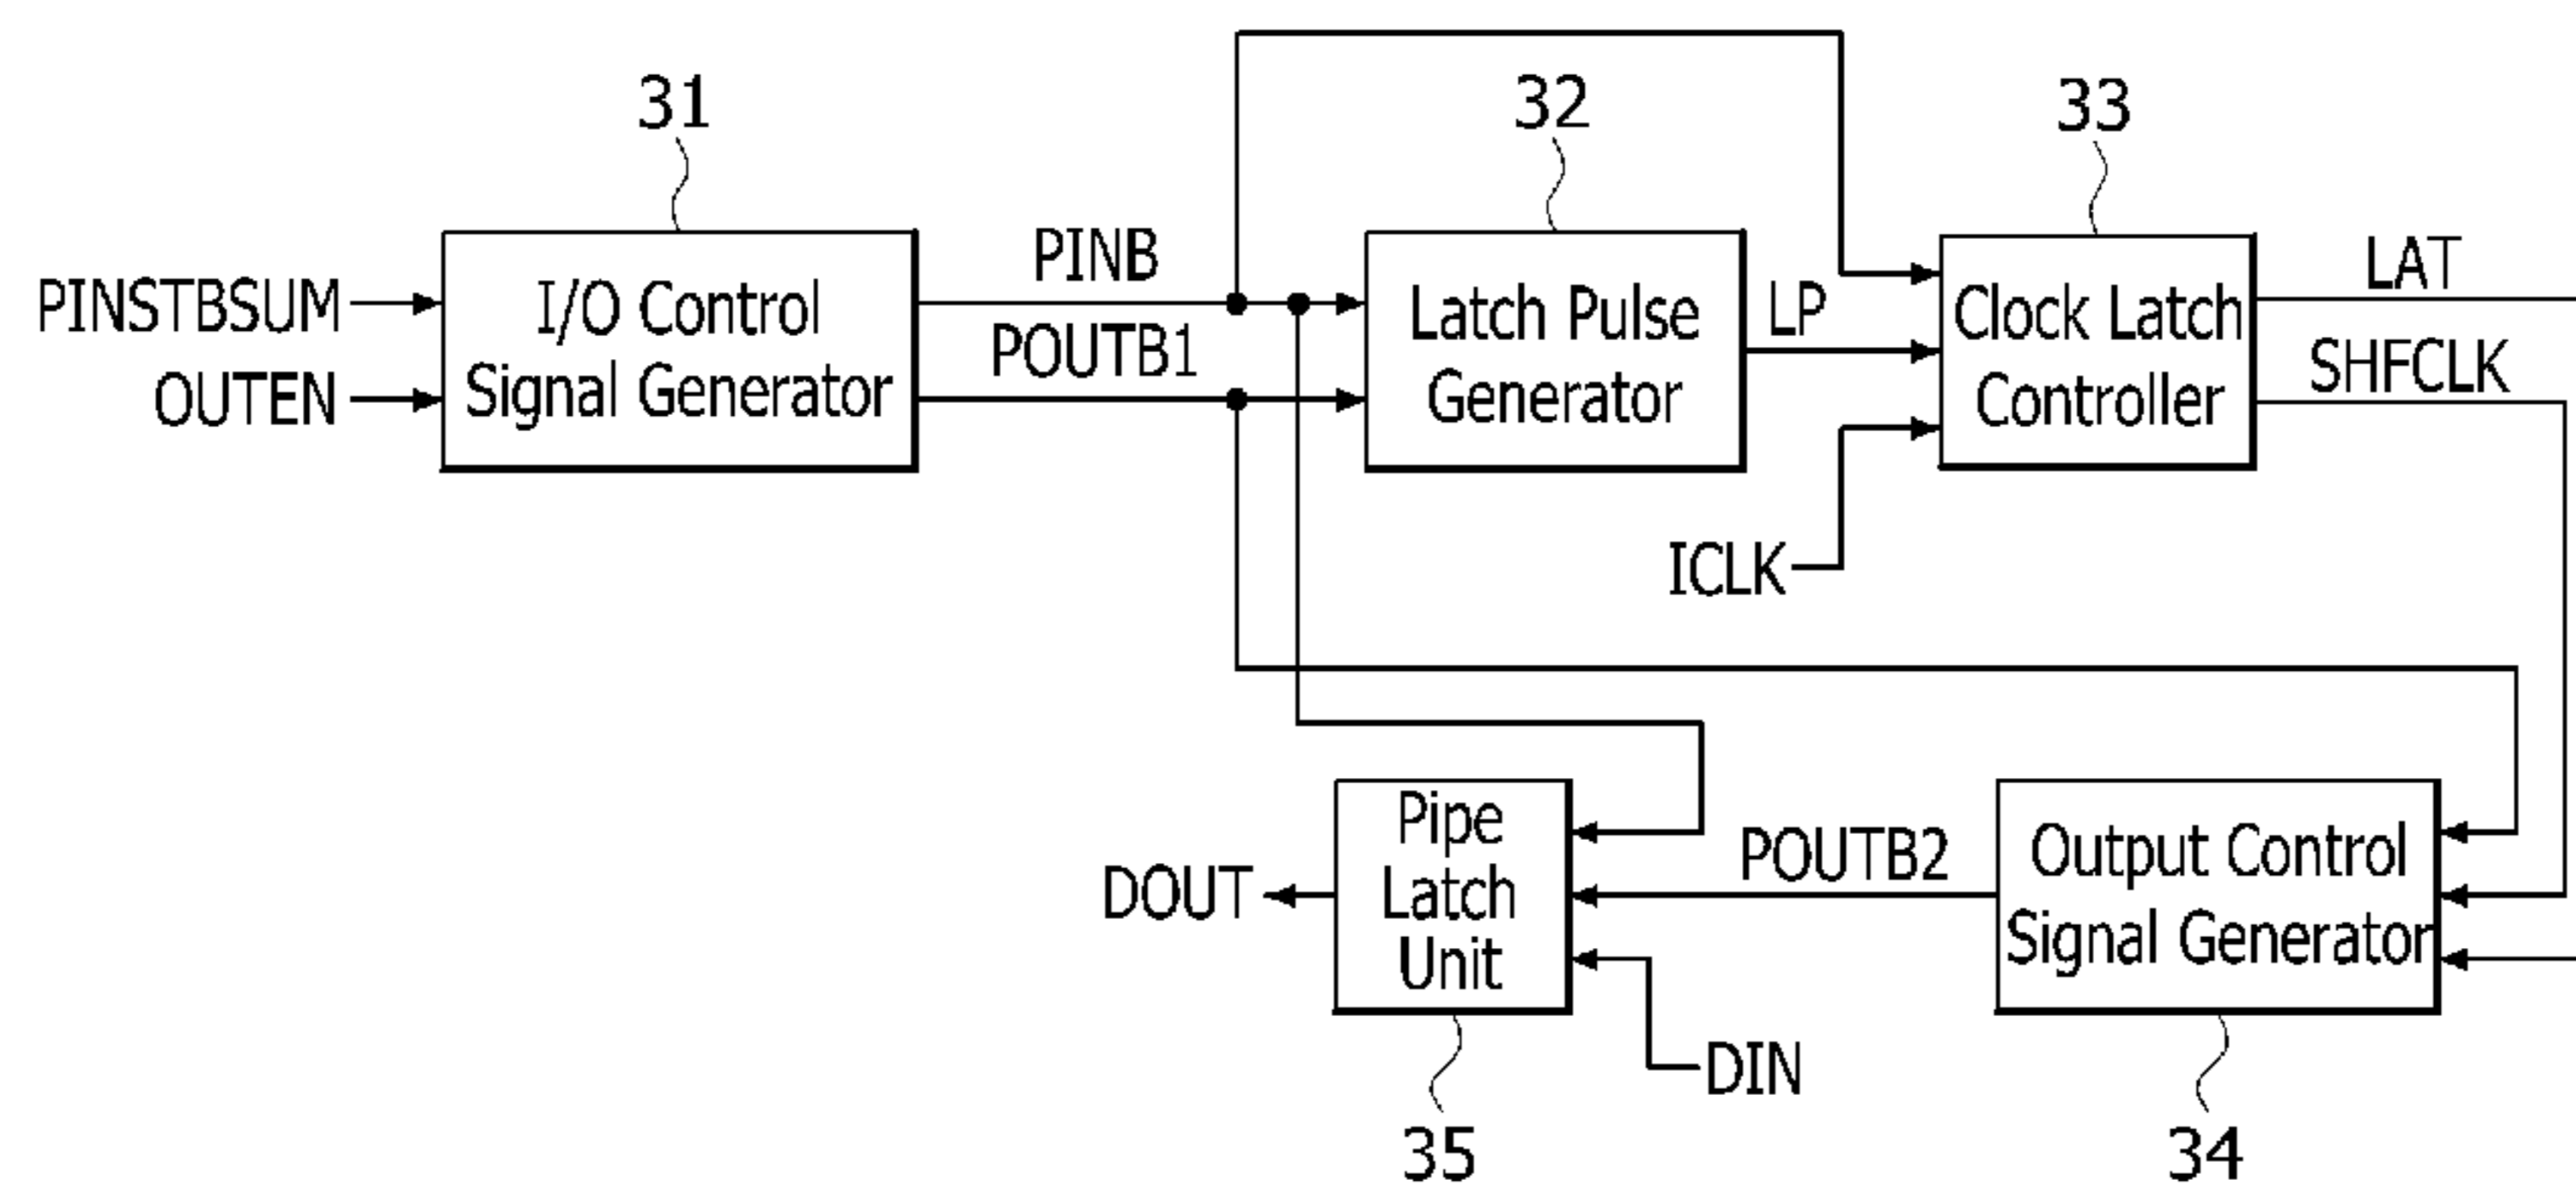 31
32
33
PINSTBSUM
OUTEN
I/O Control
Signal Generator
PINB
POUTB1
Latch Pulse
Generator
LP
ICLK
Clock Latch
Controller
LAT
SHFCLK
DOUT
Pipe
Latch
Unit
POUTB2
DIN
Output Control
Signal Generator
35
34